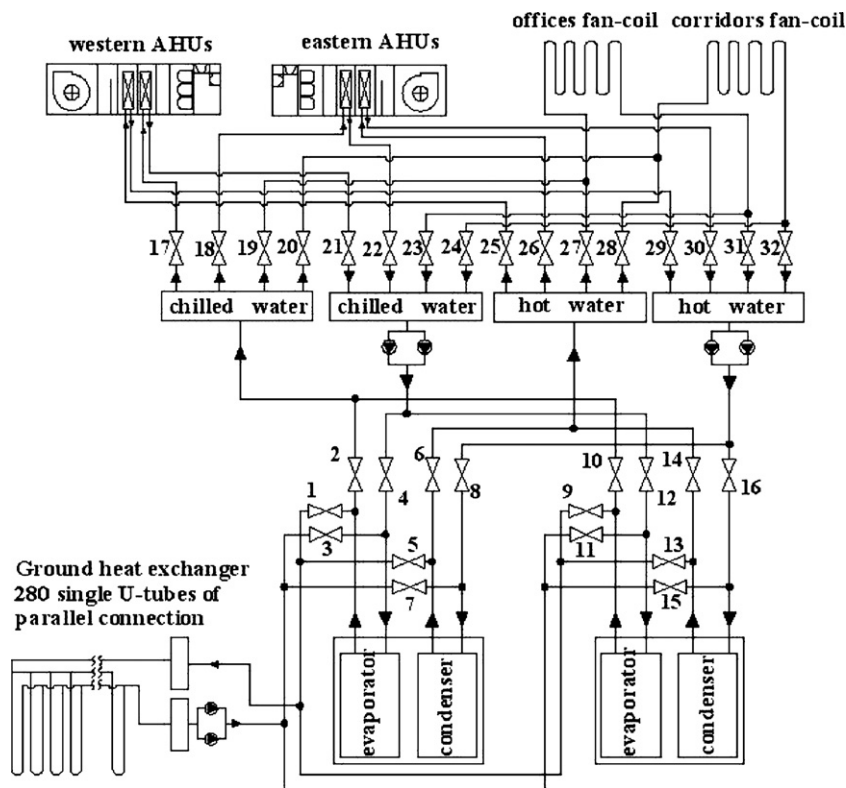 offices fan-coil corridors fan-coil
western AHUs
eastern AHUs
17 18 19 20 21 22 23 24 25 26 27 28 29 30 31 32
chilled water
chilled water
hot water
hot water
2
6
10
14
4
8
12
16
1
9
3
5
11
13
7
15
Ground heat exchanger
280 single U-tubes of
parallel connection
evaporator
condenser
evaporator
condenser